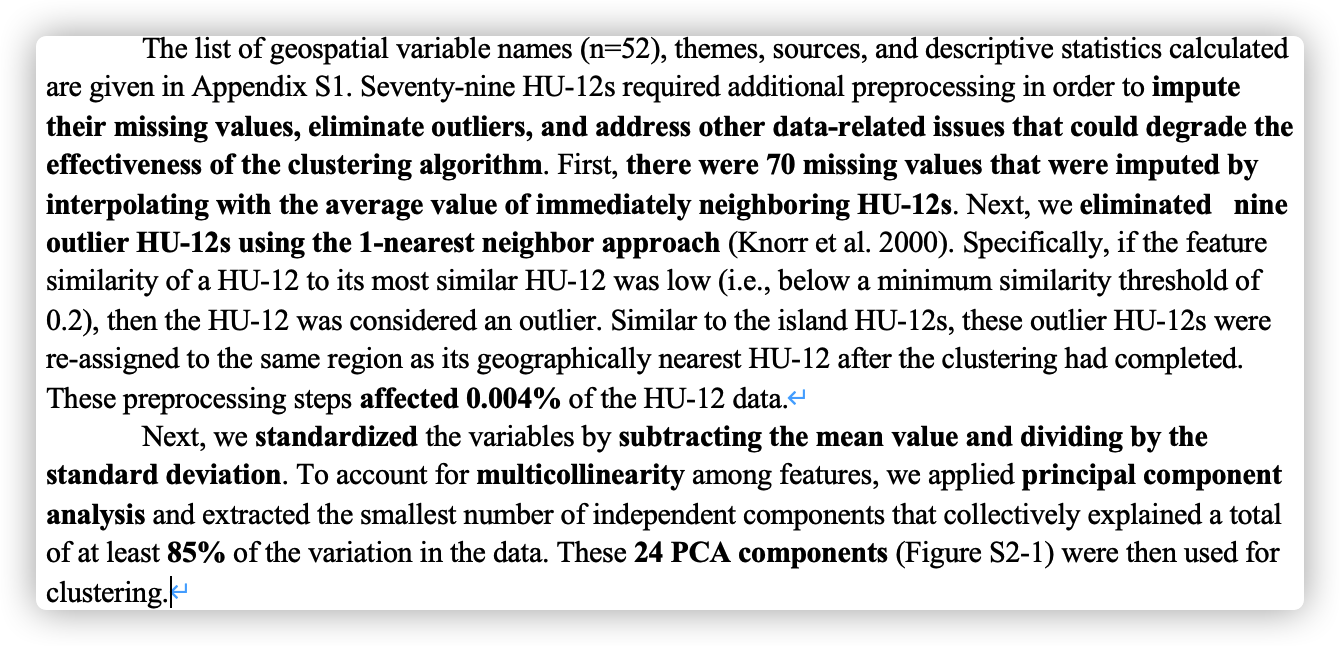 The list of geospatial variable names (n=52), themes, sources, and descriptive statistics calculated
are given in Appendix S1. Seventy-nine HU-12s required additional preprocessing in order to impute
their missing values, eliminate outliers, and address other data-related issues that could degrade the
effectiveness of the clustering algorithm. First, there were 70 missing values that were imputed by
interpolating with the average value of immediately neighboring HU-12s. Next, we eliminated nine
outlier HU-12s using the 1-nearest neighbor approach (Knorr et al. 2000). Specifically, if the feature
similarity of a HU-12 to its most similar HU-12 was low (i.e., below a minimum similarity threshold of
0.2), then the HU-12 was considered an outlier. Similar to the island HU-12s, these outlier HU-12s were
re-assigned to the same region as its geographically nearest HU-12 after the clustering had completed.
These preprocessing steps affected 0.004% of the HU-12 data.↵
Next, we standardized the variables by subtracting the mean value and dividing by the
standard deviation. To account for multicollinearity among features, we applied principal component
analysis and extracted the smallest number of independent components that collectively explained a total
of at least 85% of the variation in the data. These 24 PCA components (Figure S2-1) were then used for
clustering.↵